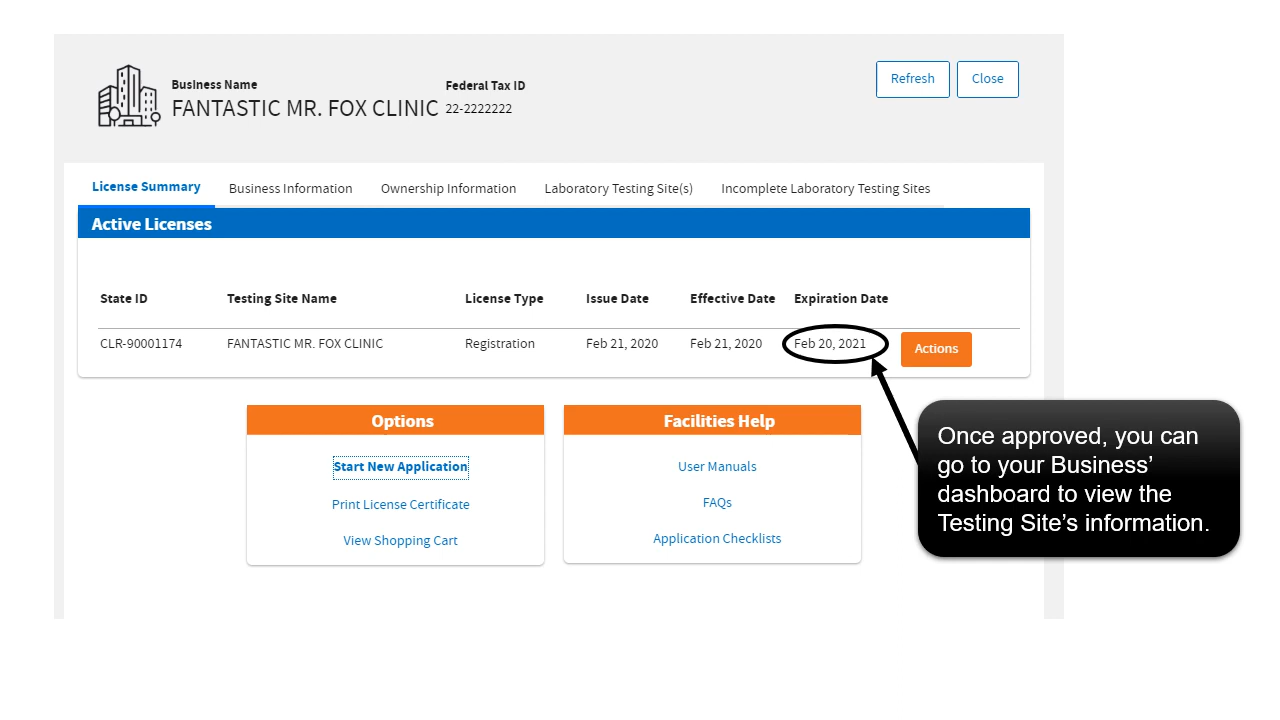 Business Name
FANTASTIC MR. FOX CLINIC
Federal Tax ID
22-2222222
Refresh
Close
License Summary
Business Information
Ownership Information
Laboratory Testing Site(s)
Incomplete Laboratory Testing Sites
Active Licenses
State ID
Testing Site Name
License Type
Issue Date
Effective Date
Expiration Date
CLR-90001174
FANTASTIC MR. FOX CLINIC
Registration
Feb 21, 2020
Feb 21, 2020
Feb 20, 2021
Actions
Options
Start New Application
Print License Certificate
View Shopping Cart
Facilities Help
User Manuals
FAQs
Application Checklists
Once approved, you can
go to your Business’
dashboard to view the
Testing Site’s information.